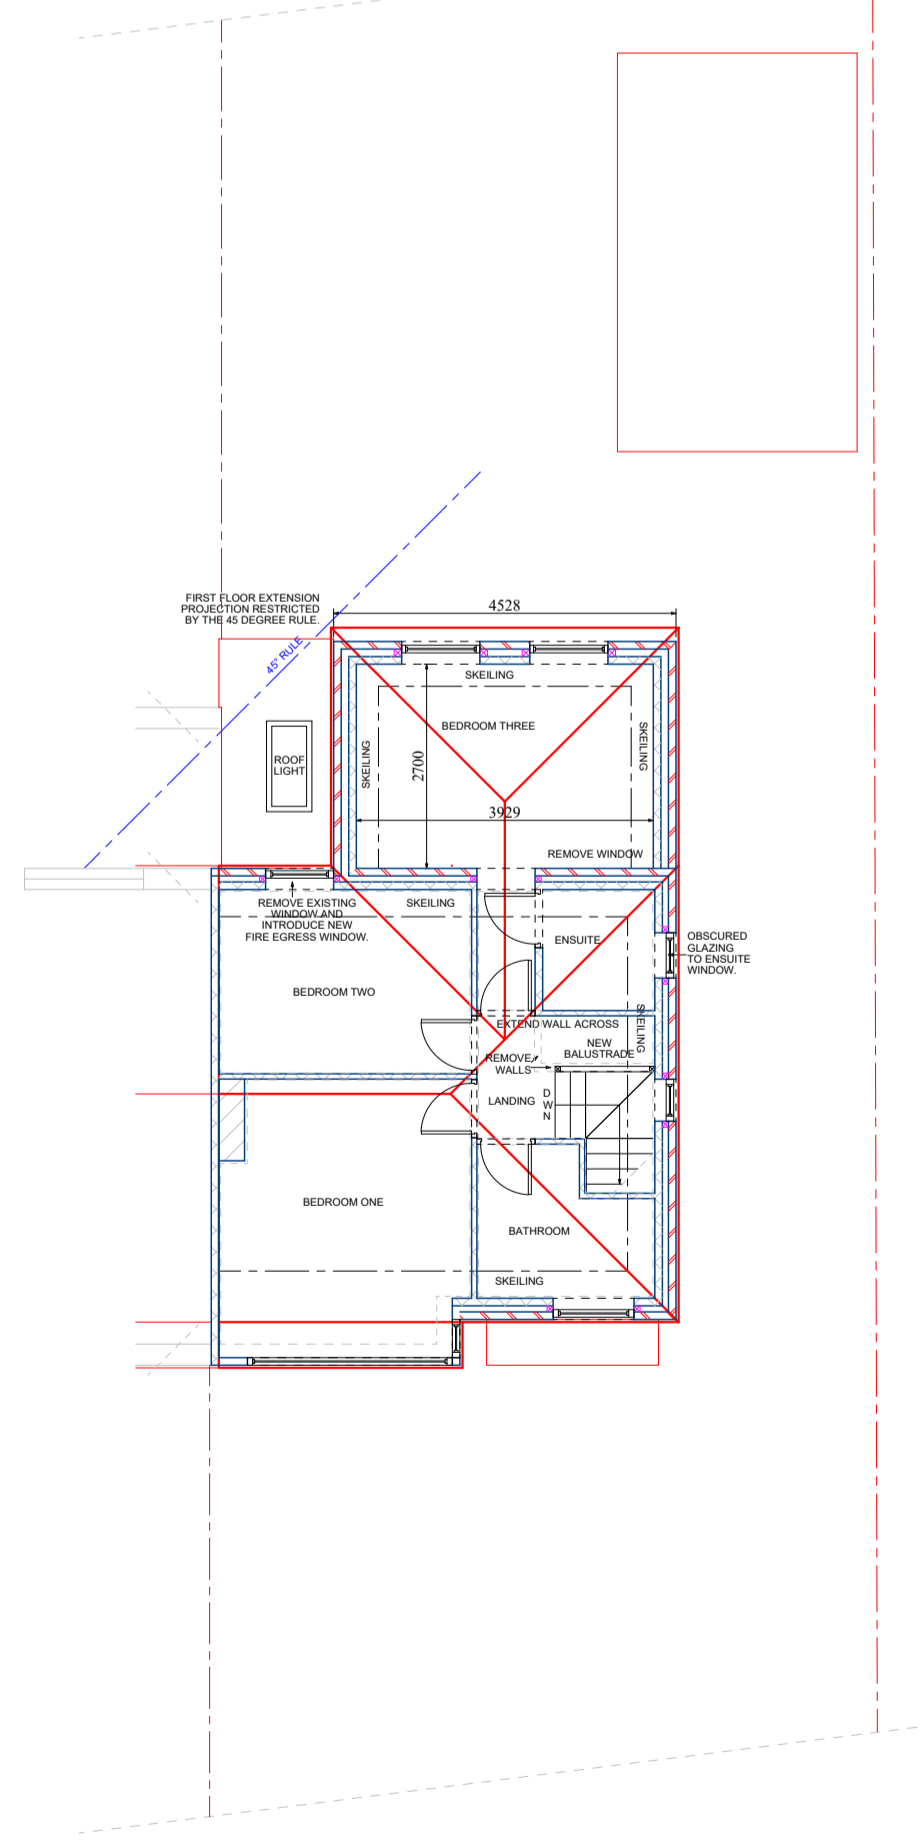 FIRST FLOOR EXTENSION
PROJECTION RESTRICTED
BY THE 45 DEGREE RULE.
4528
45° RULE
SKEILING
BEDROOM THREE
SKEILING
SKEILING
ROOF
LIGHT
2700
3929
REMOVE WINDOW
REMOVE EXISTING
WINDOW AND
INTRODUCE NEW
FIRE EGRESS WINDOW.
SKEILING
ENSUITE
OBSCURED
GLAZING
TO ENSUITE
WINDOW.
BEDROOM TWO
SKEILING
EXTEND WALL ACROSS
NEW
BALUSTRADE
REMOVE
WALLS
LANDING
DWN
BEDROOM ONE
BATHROOM
SKEILING